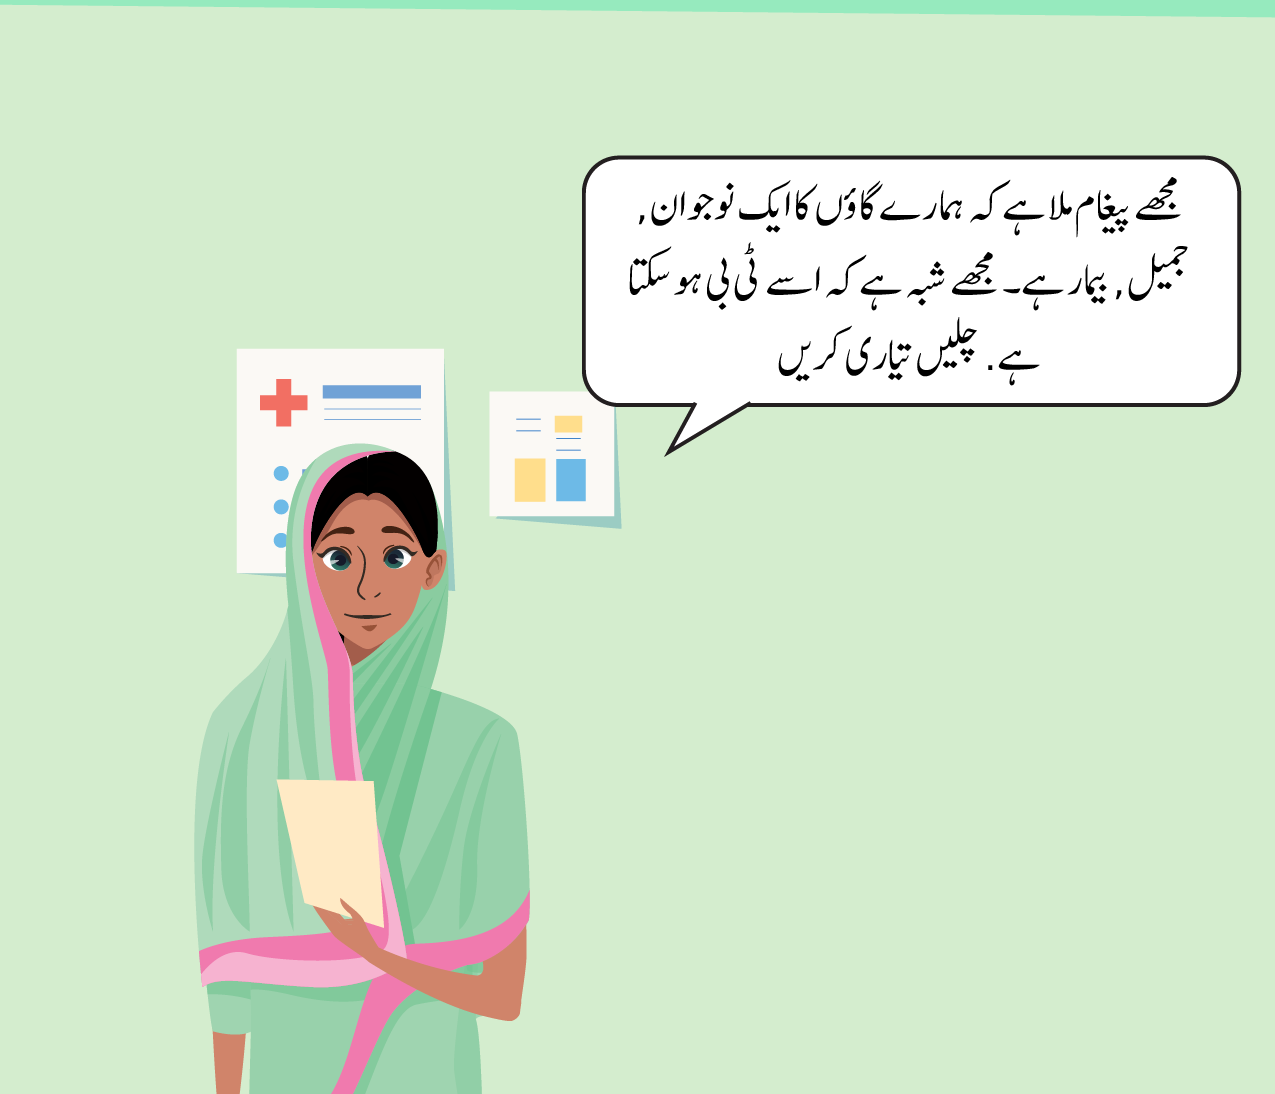 مجھے پیغام ملا ہے کہ ہمارے گاؤں کا ایک نوجوان ,
جمیل , بیمار ہے۔ مجھے شبہ ہے کہ اسے ٹی بی ہو سکتا
ہے . چلیں تیاری کریں